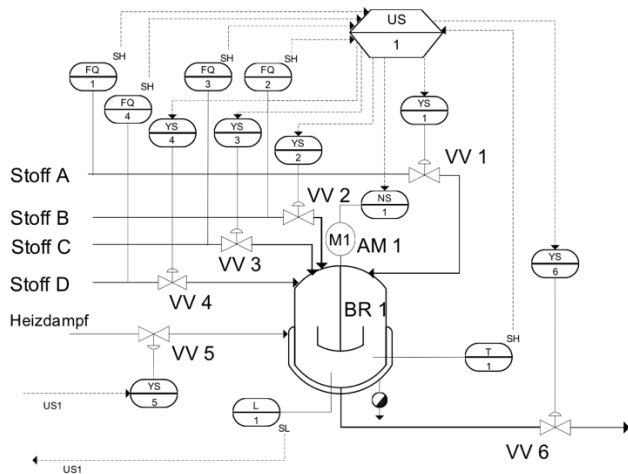 US
1
SH
SH
SH
SH
FQ
1
FQ
3
FQ
2
FQ
4
YS
4
YS
3
YS
2
YS
1
Stoff A
VV 1
VV 2
NS
1
Stoff B
M1
AM 1
Stoff C
VV 3
YS
6
Stoff D
VV 4
BR 1
Heizdampf
VV 5
SH
T
1
YS
5
US1
L
1
SL
VV 6
US1